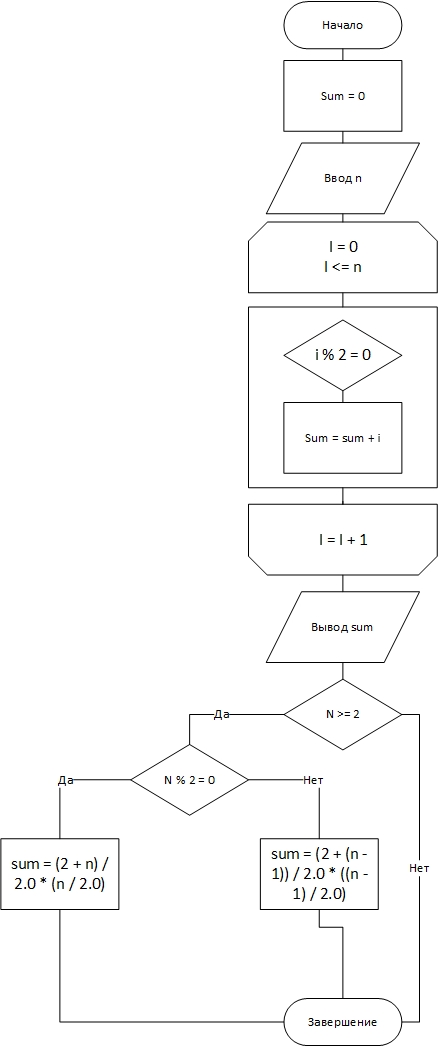 Начало
Sum = 0
Ввод n
I = 0
I <= n
i % 2 = 0
Sum = sum + i
I = I + 1
Вывод sum
N >= 2
Да
Нет
N % 2 = 0
Да
Нет
sum = (2 + n) /
2.0 * (n / 2.0)
sum = (2 + (n -
1)) / 2.0 * ((n -
1) / 2.0)
Завершение